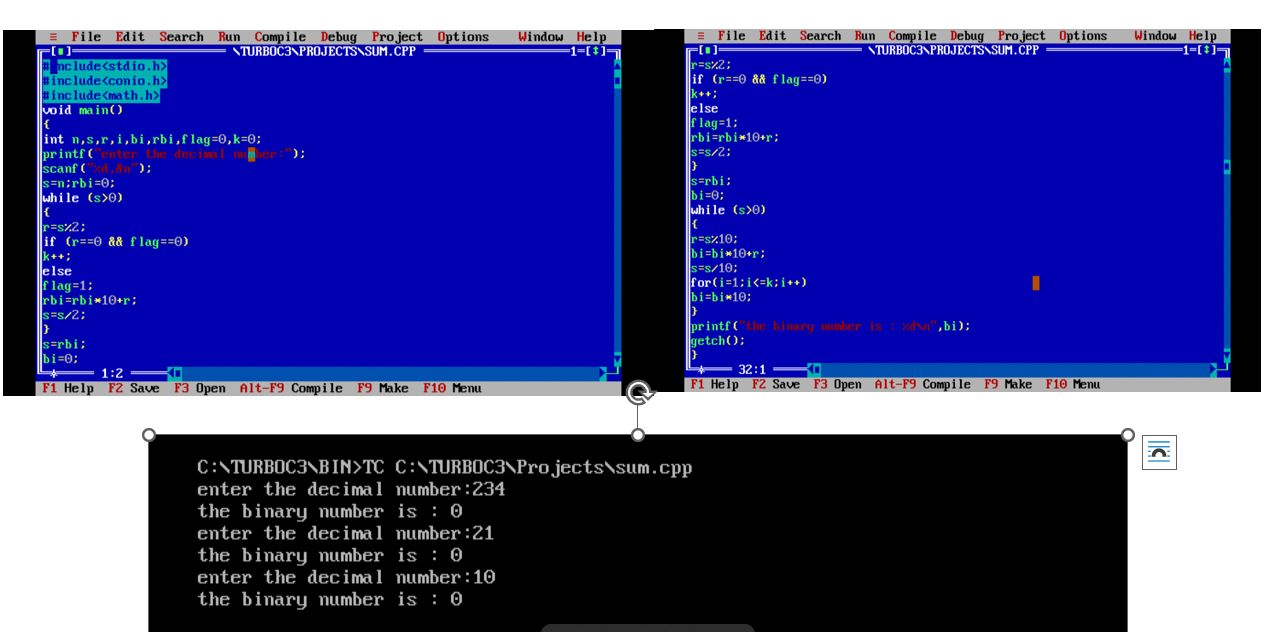 ≡ File Edit Search Run Compile Debug Project Options Window Help
\TURBOC3\PROJECTS\SUM.CPP 1=[↕]
#include<stdio.h>
#include<conio.h>
#include<math.h>
void main()
{
int n,s,r,i,bi,rbi,flag=0,k=0;
printf("enter the decimal number:");
scanf("%d,&n");
s=n;rbi=0;
while (s>0)
{
r=s%2;
if (r==0 && flag==0)
k++;
else
flag=1;
rbi=rbi*10+r;
s=s/2;
}
s=rbi;
bi=0;
1:2
F1 Help F2 Save F3 Open Alt-F9 Compile F9 Make F10 Menu
≡ File Edit Search Run Compile Debug Project Options Window Help
\TURBOC3\PROJECTS\SUM.CPP 1=[↕]
r=s%2;
if (r==0 && flag==0)
k++;
else
flag=1;
rbi=rbi*10+r;
s=s/2;
}
s=rbi;
bi=0;
while (s>0)
{
r=s%10;
bi=bi*10+r;
s=s/10;
for(i=1;i<=k;i++)
bi=bi*10;
}
printf("the binary number is : %d\n",bi);
getch();
}
32:1
F1 Help F2 Save F3 Open Alt-F9 Compile F9 Make F10 Menu
C:\TURBOC3\BIN>TC C:\TURBOC3\Projects\sum.cpp
enter the decimal number:234
the binary number is : 0
enter the decimal number:21
the binary number is : 0
enter the decimal number:10
the binary number is : 0